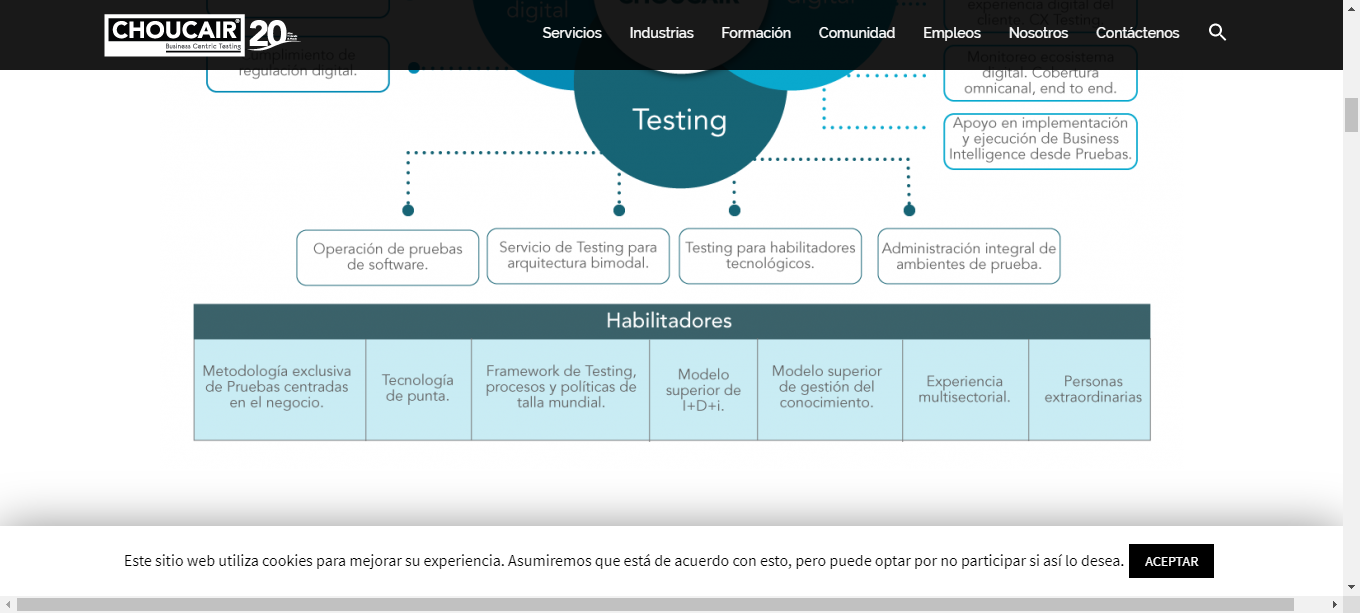 CHOUCAIR
Business Centric Testing
20
Servicios
Industrias
Formación
Comunidad
Empleos
Nosotros
Contáctenos
digital
CHOUCAIR
digital
experiencia digital del
cliente. CX Testing.
Cumplimiento de
regulación digital.
Monitoreo ecosistema
digital. Cobertura
omnicanal, end to end.
Testing
Apoyo en implementación
y ejecución de Business
Intelligence desde Pruebas.
Operación de pruebas
de software.
Servicio de Testing para
arquitectura bimodal.
Testing para habilitadores
tecnológicos.
Administración integral de
ambientes de prueba.
Habilitadores
Metodología exclusiva
de Pruebas centradas
en el negocio.
Tecnología
de punta.
Framework de Testing,
procesos y políticas de
talla mundial.
Modelo
superior de
I+D+i.
Modelo superior
de gestión del
conocimiento.
Experiencia
multisectorial.
Personas
extraordinarias
Este sitio web utiliza cookies para mejorar su experiencia. Asumiremos que está de acuerdo con esto, pero puede optar por no participar si así lo desea.
ACEPTAR